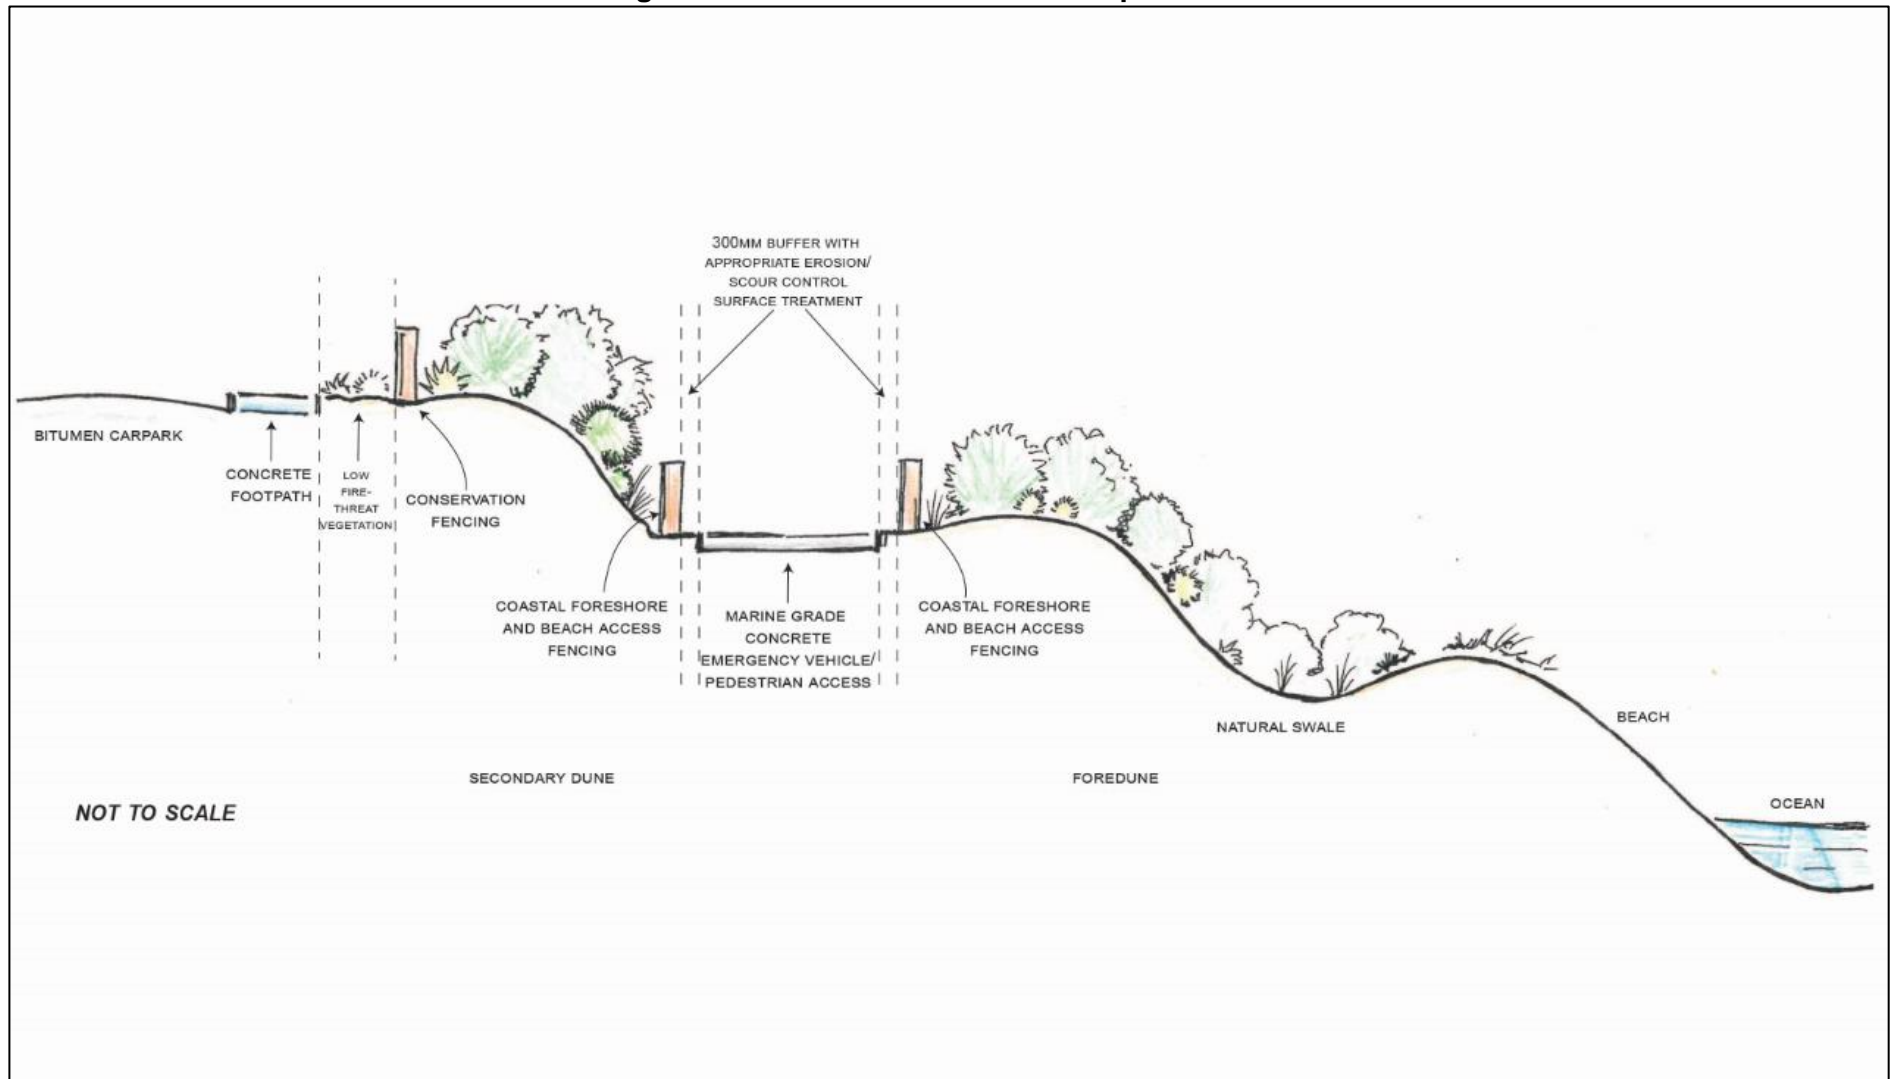 300MM BUFFER WITH
APPROPRIATE EROSION/
SCOUR CONTROL
SURFACE TREATMENT
BITUMEN CARPARK
CONCRETE
FOOTPATH
LOW
FIRE-
THREAT
VEGETATION
CONSERVATION
FENCING
COASTAL FORESHORE
AND BEACH ACCESS
FENCING
MARINE GRADE
CONCRETE
EMERGENCY VEHICLE/
PEDESTRIAN ACCESS
COASTAL FORESHORE
AND BEACH ACCESS
FENCING
NATURAL SWALE
BEACH
SECONDARY DUNE
FOREDUNE
OCEAN
NOT TO SCALE